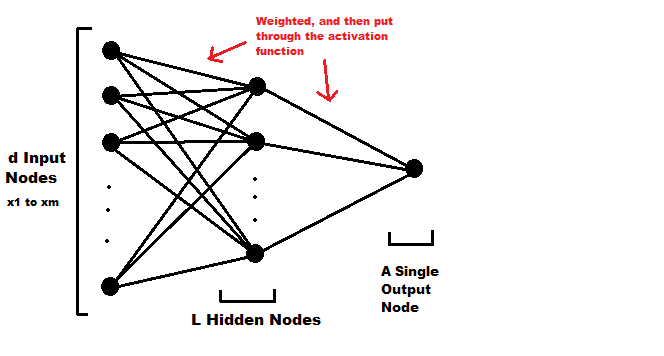 Weighted, and then put
through the activation
function
d Input
Nodes
x1 to xm
L Hidden Nodes
A Single
Output
Node